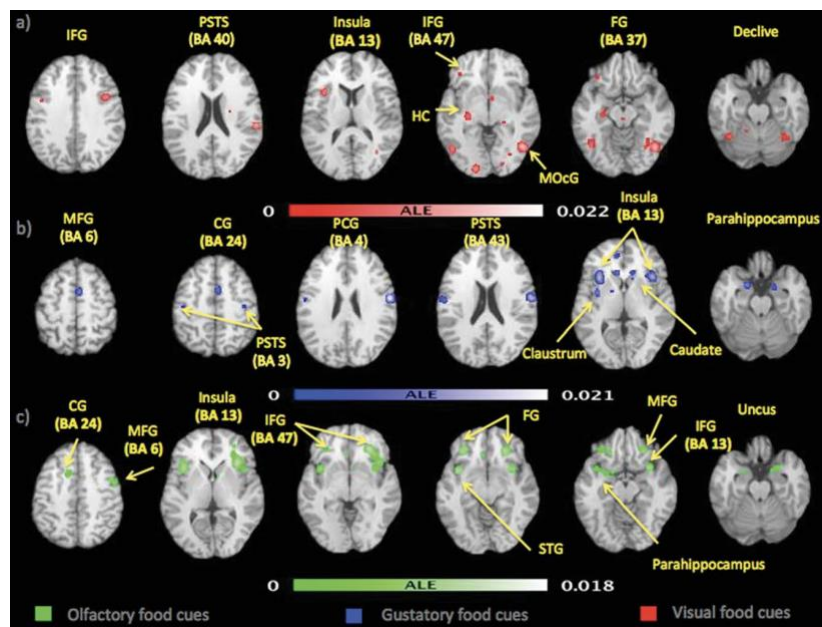 a)
IFG
PSTS
(BA 40)
Insula
(BA 13)
IFG
(BA 47)
FG
(BA 37)
Declive
HC
MOcG
0 ALE 0.022
b)
MFG
(BA 6)
CG
(BA 24)
PCG
(BA 4)
PSTS
(BA 43)
Insula
(BA 13)
Parahippocampus
PSTS
(BA 3)
Claustrum
Caudate
0 ALE 0.021
c)
CG
(BA 24)
MFG
(BA 6)
Insula
(BA 13)
IFG
(BA 47)
FG
MFG
IFG
(BA 13)
Uncus
STG
Parahippocampus
0 ALE 0.018
Olfactory food cues
Gustatory food cues
Visual food cues